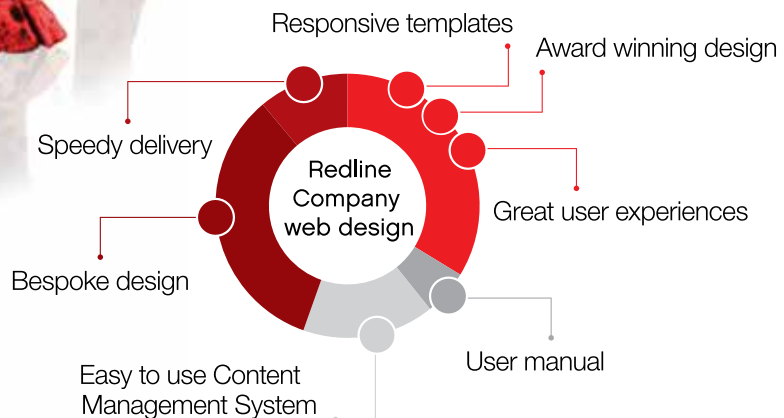 Responsive templates
Award winning design
Speedy delivery
Redline
Company
web design
Great user experiences
Bespoke design
User manual
Easy to use Content
Management System